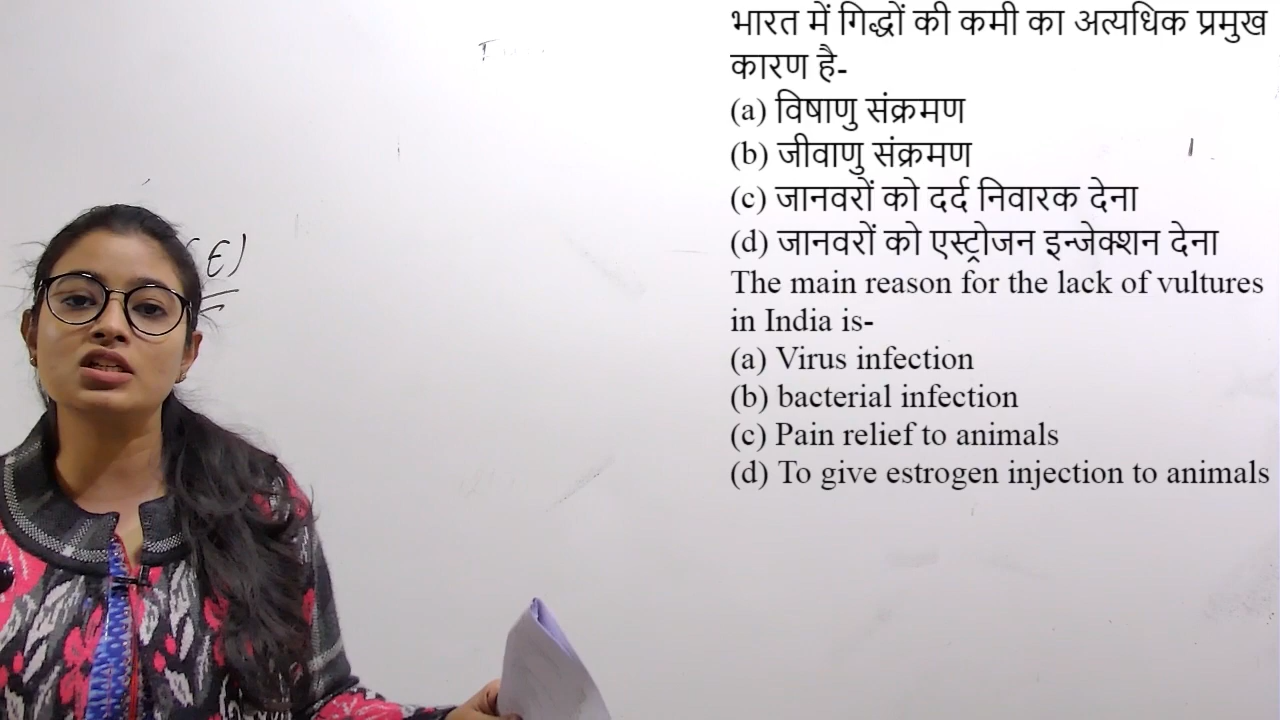 भारत में गिद्धों की कमी का अत्यधिक प्रमुख
कारण है-
(a) विषाणु संक्रमण
(b) जीवाणु संक्रमण
(c) जानवरों को दर्द निवारक देना
(d) जानवरों को एस्ट्रोजन इन्जेक्शन देना
The main reason for the lack of vultures
in India is-
(a) Virus infection
(b) bacterial infection
(c) Pain relief to animals
(d) To give estrogen injection to animals
E)